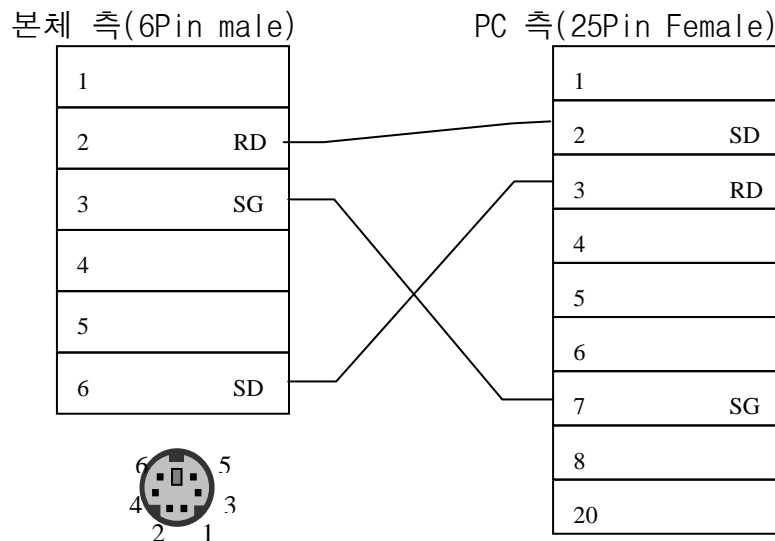 본체 측(6Pin male)
PC 측(25Pin Female)
1
2 RD
3 SG
4
5
6 SD
1
2 SD
3 RD
4
5
6
7 SG
8
20
6 5
4 3
2 1